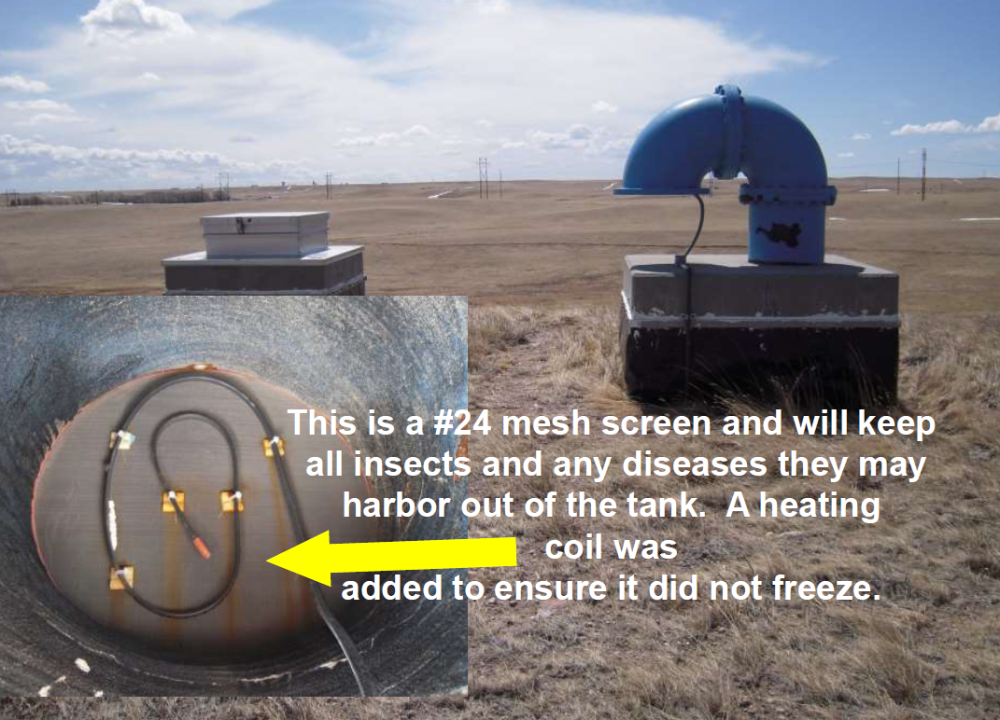 This is a #24 mesh screen and will keep
all insects and any diseases they may
harbor out of the tank.  A heating
coil was
added to ensure it did not freeze.